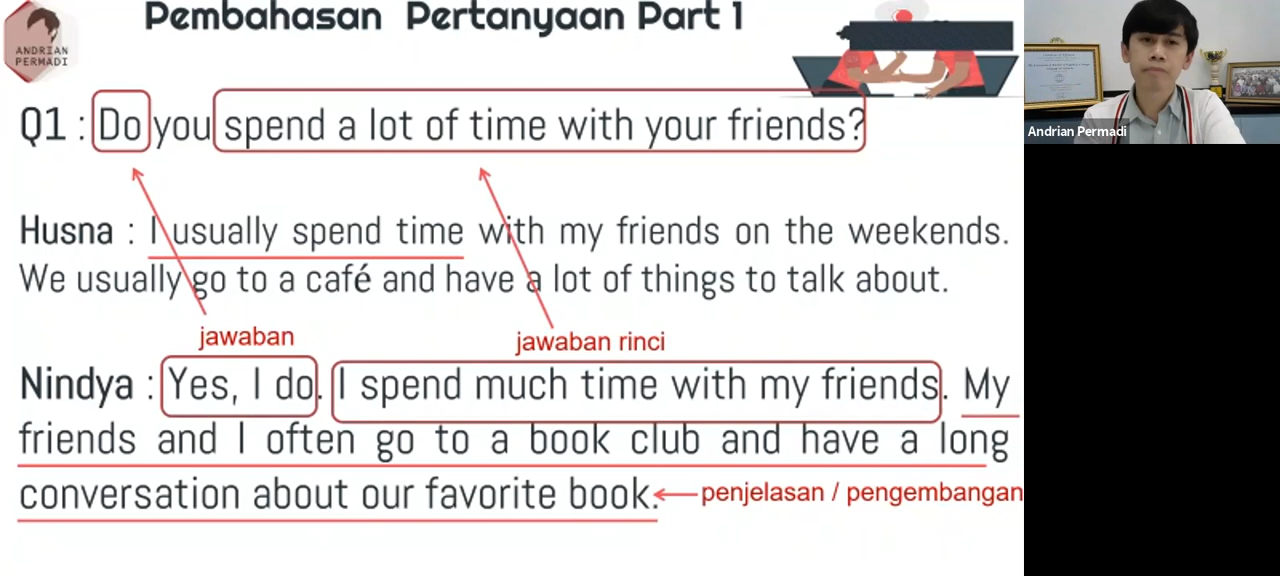 Pembahasan Pertanyaan Part 1
ANDRIAN
PERMADI
Andrian Permadi
Q1 : Do you spend a lot of time with your friends?
Husna : I usually spend time with my friends on the weekends.
We usually go to a café and have a lot of things to talk about.
jawaban
jawaban rinci
Nindya : Yes, I do. I spend much time with my friends. My
friends and I often go to a book club and have a long
conversation about our favorite book.
penjelasan / pengembangan